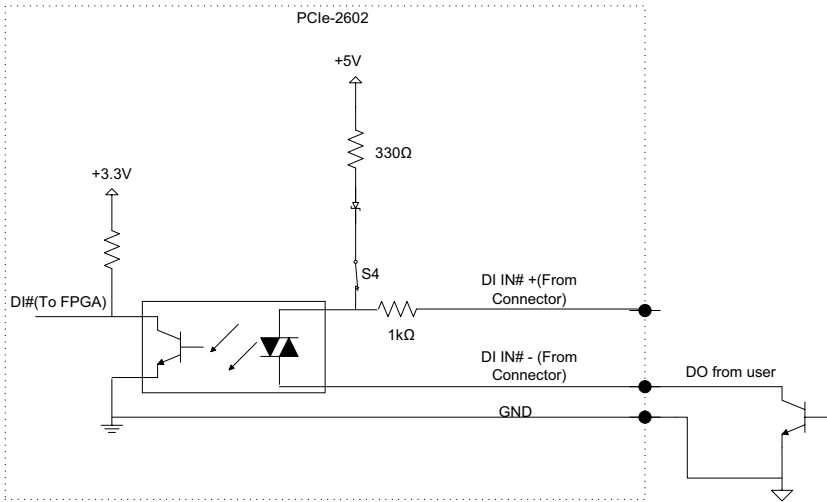 PCIe-2602
+5V
330Ω
+3.3V
S4
DI IN# +(From
Connector)
DI#(To FPGA)
1kΩ
DI IN# - (From
Connector)
DO from user
GND